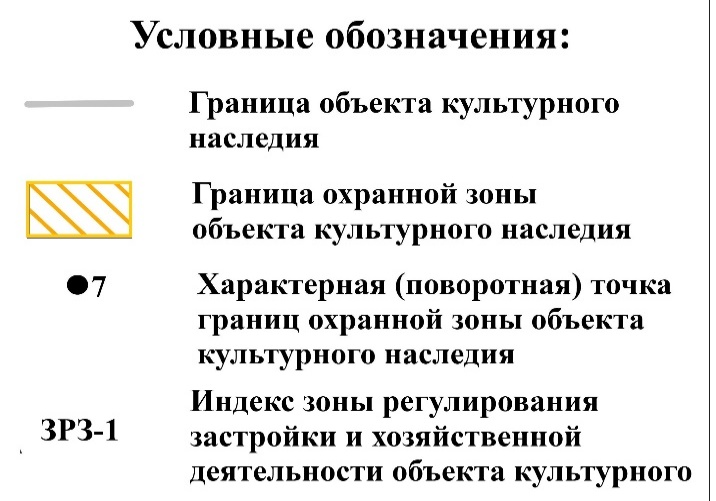 Условные обозначения:
Граница объекта культурного
наследия
Граница охранной зоны
объекта культурного наследия
●7 Характерная (поворотная) точка
границ охранной зоны объекта
культурного наследия
Индекс зоны регулирования
ЗРЗ-1 застройки и хозяйственной
деятельности объекта культурного